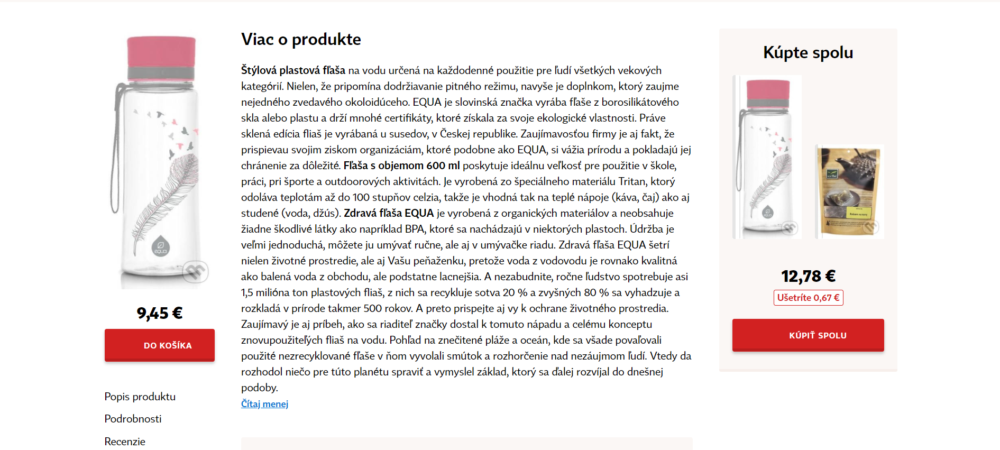 Viac o produkte
Štýlová plastová fľaša na vodu určená na každodenné použitie pre ľudí všetkých vekových
kategórií. Nielen, že pripomína dodržiavanie pitného režimu, navyše je doplnkom, ktorý zaujme
nejedného zvedavého okoloidúceho. EQUA je slovinská značka vyrába fľaše z borosilikátového
skla alebo plastu a drží mnohé certifikáty, ktoré získala za svoje ekologické vlastnosti. Práve
sklená edícia fliaš je vyrábaná u susedov, v Českej republike. Zaujímavosťou firmy je aj fakt, že
prispievau svojim ziskom organizáciám, ktoré podobne ako EQUA, si vážia prírodu a pokladajú jej
chránenie za dôležité. Fľaša s objemom 600 ml poskytuje ideálnu veľkosť pre použitie v škole,
práci, pri športe a outdoorových aktivitách. Je vyrobená zo špeciálneho materiálu Tritan, ktorý
odoláva teplotám až do 100 stupňov celzia, takže je vhodná tak na teplé nápoje (káva, čaj) ako aj
studené (voda, džús). Zdravá fľaša EQUA je vyrobená z organických materiálov a neobsahuje
žiadne škodlivé látky ako napríklad BPA, ktoré sa nachádzajú v niektorých plastoch. Údržba je
veľmi jednoduchá, môžete ju umývať ručne, ale aj v umývačke riadu. Zdravá fľaša EQUA šetrí
nielen životné prostredie, ale aj Vašu peňaženku, pretože voda z vodovodu je rovnako kvalitná
ako balená voda z obchodu, ale podstatne lacnejšia. A nezabudnite, ročne ľudstvo spotrebuje asi
1,5 milióna ton plastových fliaš, z nich sa recykluje sotva 20 % a zvyšných 80 % sa vyhadzuje a
rozkladá v prírode takmer 500 rokov. A preto prispejte aj vy k ochrane životného prostredia.
Zaujímavý je aj príbeh, ako sa riaditeľ značky dostal k tomuto nápadu a celému konceptu
znovupoužiteľých fliaš na vodu. Pohľad na znečitené pláže a oceán, kde sa všade povaľovali
použité nezrecyklované fľaše v ňom vyvolali smútok a rozhorčenie nad nezáujmom ľudí. Vtedy da
rozhodol niečo pre túto planétu spraviť a vymyslel základ, ktorý sa ďalej rozvíjal do dnešnej
podoby.
Čítaj menej
equa
9,45 €
DO KOŠÍKA
Popis produktu
Podrobnosti
Recenzie
Kúpte spolu
equa
12,78 €
Ušetríte 0,67 €
KÚPIŤ SPOLU